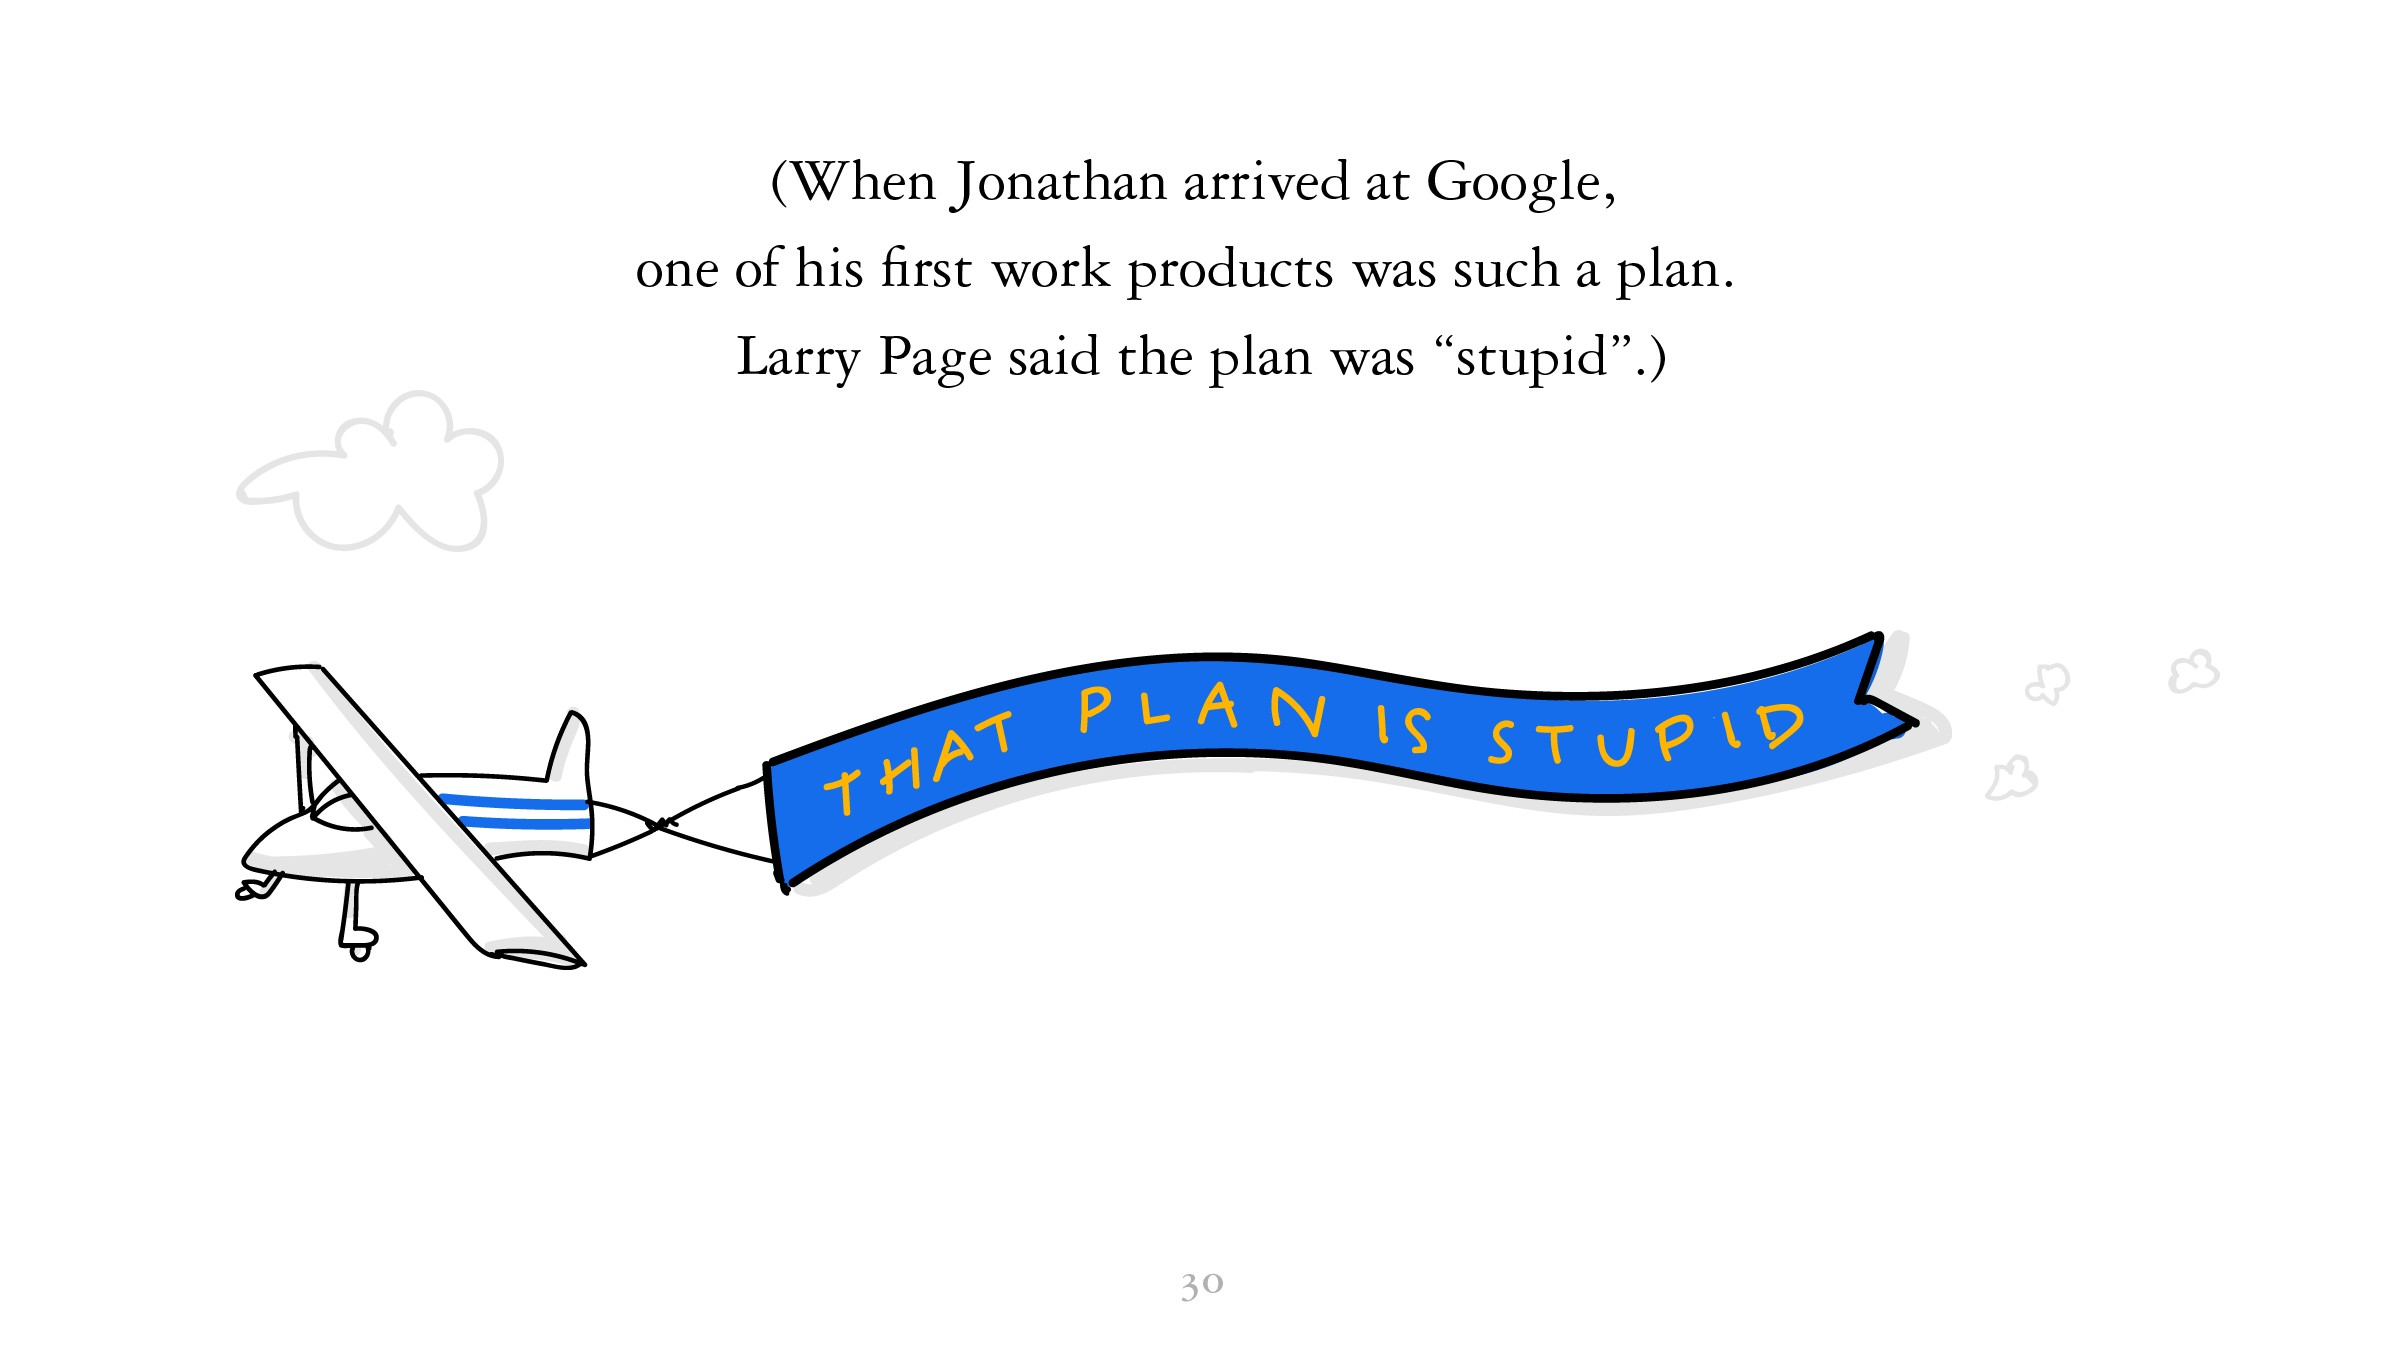 (When Jonathan arrived at Google,
one of his first work products was such a plan.
Larry Page said the plan was “stupid”.)
THAT PLAN IS STUPID
30